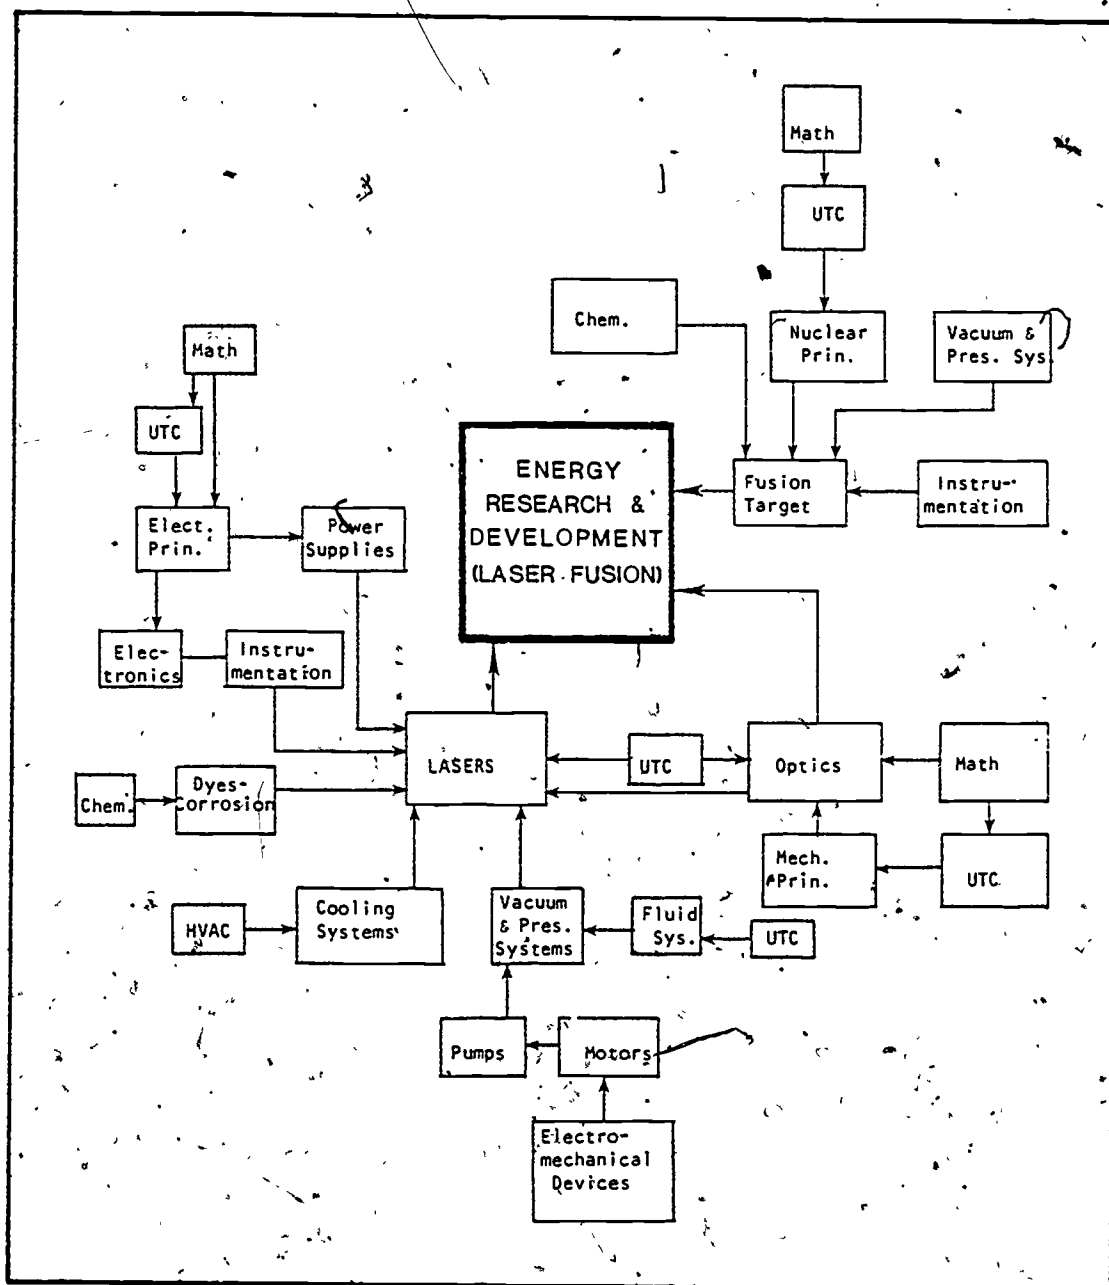 Math
UTC
Chem.
Nuclear
Prin.
Vacuum &
Pres. Sys.
Math
UTC
ENERGY
RESEARCH &
DEVELOPMENT
(LASER FUSION)
Fusion
Target
Instru-
mentation
Elect.
Prin.
Power
Supplies
Elec-
tronics
Instru-
mentation
LASERS
UTC
Optics
Math
Chem.
Dyes-
Corrosion
Mech.
Prin.
UTC
HVAC
Cooling
Systems
Vacuum
& Pres.
Systems
Fluid
Sys.
UTC
Pumps
Motors
Electro-
mechanical
Devices